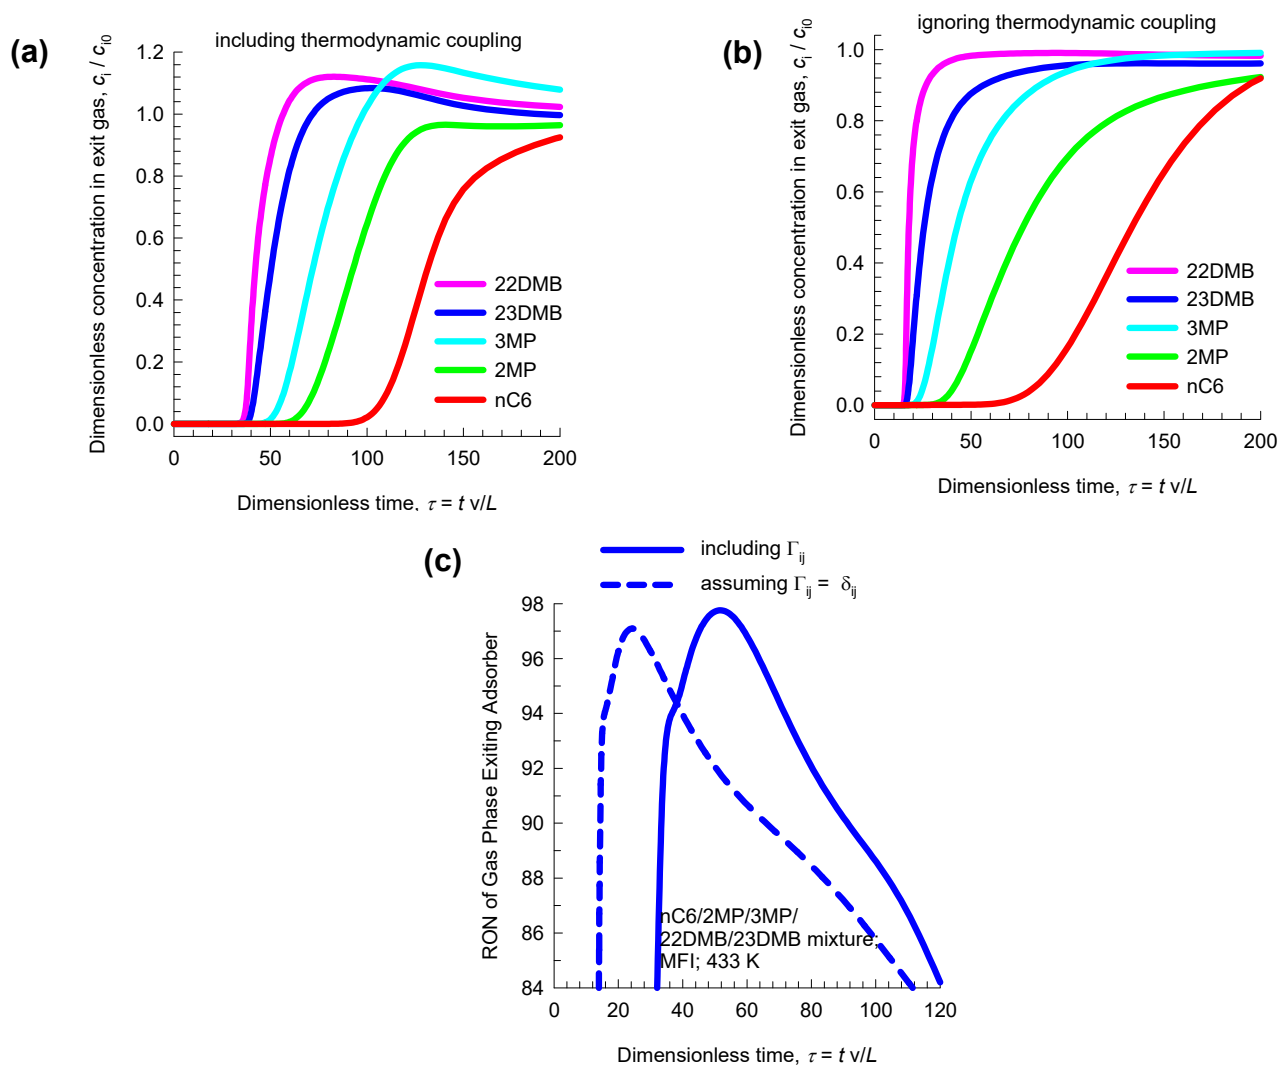 (a)
including thermodynamic coupling
Dimensionless concentration in exit gas, ci / ci0
1.2
1.0
0.8
0.6
0.4
0.2
0.0
22DMB
23DMB
3MP
2MP
nC6
0 50 100 150 200
Dimensionless time, τ = t v/L
(b)
ignoring thermodynamic coupling
Dimensionless concentration in exit gas, ci / ci0
1.0
0.8
0.6
0.4
0.2
0.0
22DMB
23DMB
3MP
2MP
nC6
0 50 100 150 200
Dimensionless time, τ = t v/L
(c)
including Γij
assuming Γij = δij
RON of Gas Phase Exiting Adsorber
98
96
94
92
90
88
86
84
nC6/2MP/3MP/
22DMB/23DMB mixture;
MFI; 433 K
0 20 40 60 80 100 120
Dimensionless time, τ = t v/L